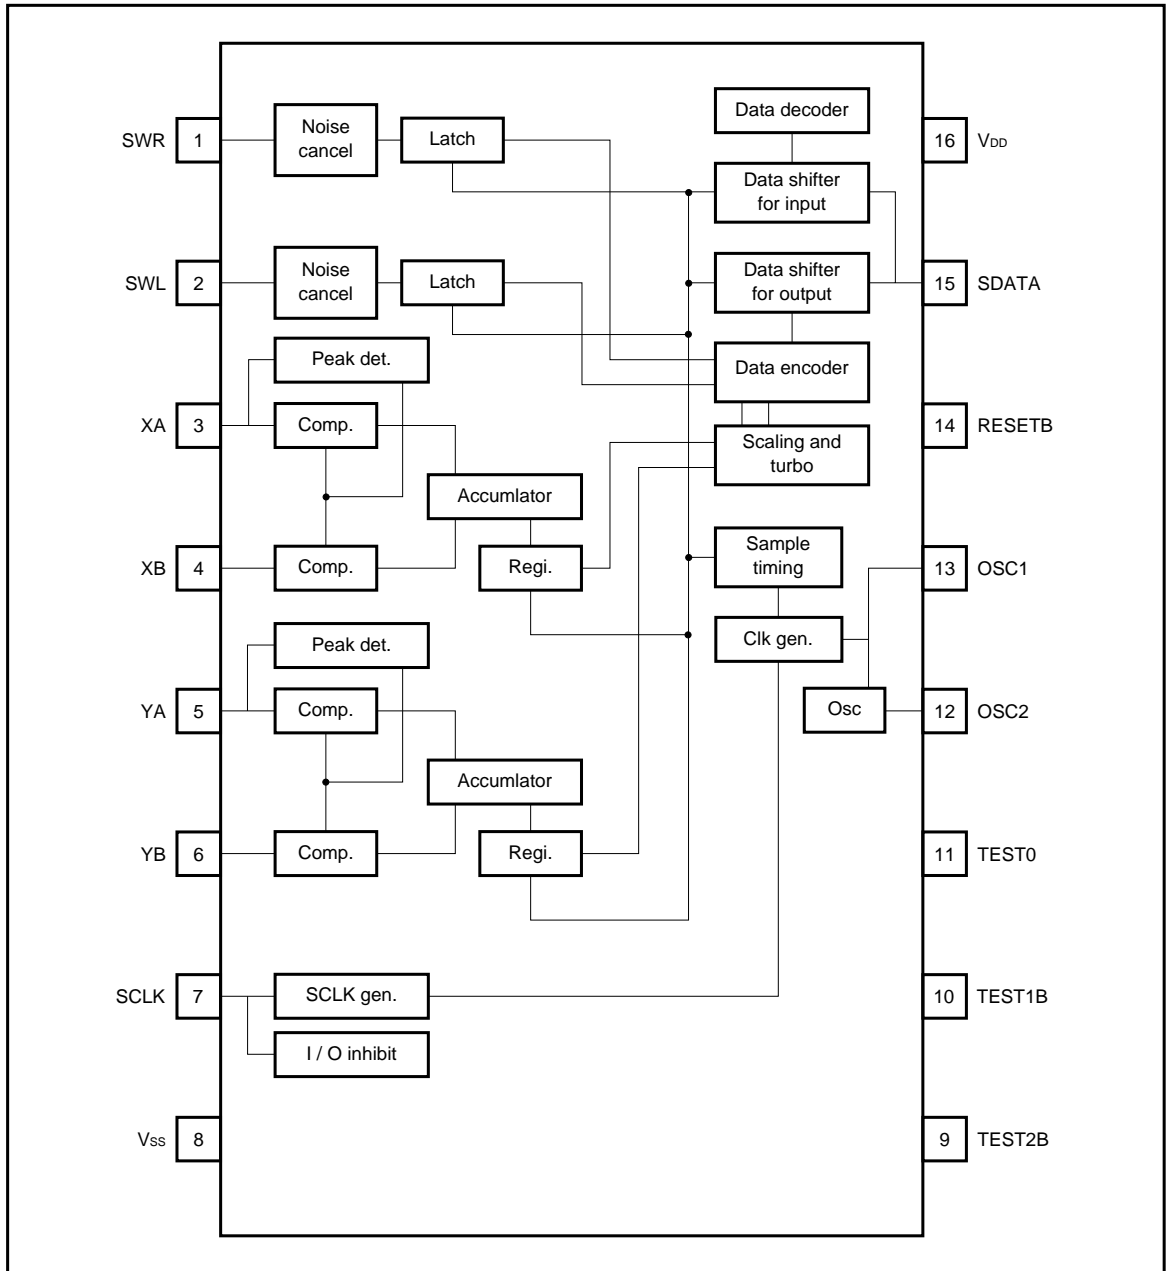 SWR 1
Noise
cancel
Latch
Data decoder
16 VDD
Data shifter
for input
SWL 2
Noise
cancel
Latch
Data shifter
for output
15 SDATA
Peak det.
Data encoder
XA 3
Comp.
14 RESETB
Scaling and
turbo
Accumlator
XB 4
Comp.
Regi.
Sample
timing
13 OSC1
Peak det.
Clk gen.
YA 5
Comp.
Osc
12 OSC2
Accumlator
YB 6
Comp.
Regi.
11 TEST0
SCLK 7
SCLK gen.
10 TEST1B
I / O inhibit
Vss 8
9 TEST2B